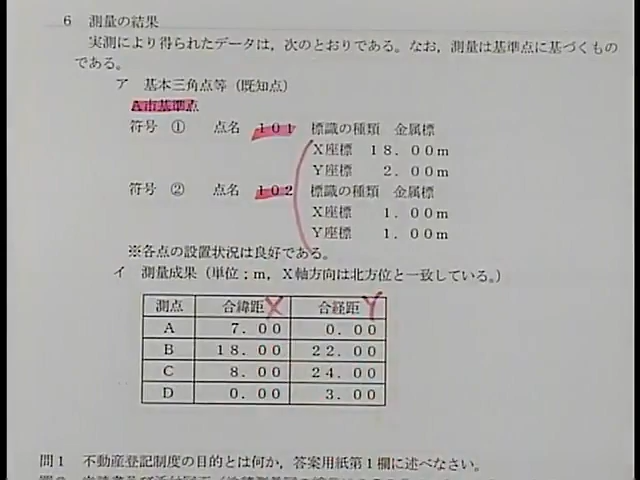 6 測量の結果
実測により得られたデータは，次のとおりである。なお，測量は基準点に基づくもの
である。
ア 基本三角点等（既知点）
A市基準点
符号 ① 点名 101 標識の種類 金属標
X座標 18.00m
Y座標 2.00m
符号 ② 点名 102 標識の種類 金属標
X座標 1.00m
Y座標 1.00m
※各点の設置状況は良好である。
イ 測量成果（単位；m，X軸方向は北方位と一致している。）
測点 合緯距 X 合経距 Y
A 7.00 0.00
B 18.00 22.00
C 8.00 24.00
D 0.00 3.00
問1 不動産登記制度の目的とは何か，答案用紙第1欄に述べなさい。